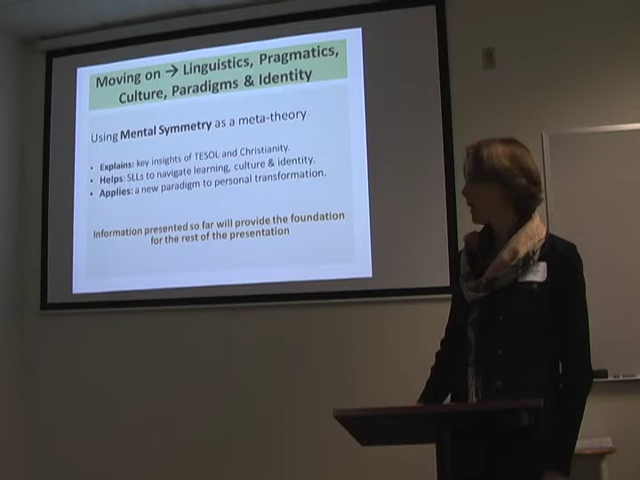 Moving on → Linguistics, Pragmatics,
Culture, Paradigms & Identity
Using Mental Symmetry as a meta-theory
• Explains: key insights of TESOL and Christianity.
• Helps: SLLs to navigate learning, culture & identity.
• Applies: a new paradigm to personal transformation.
Information presented so far will provide the foundation
for the rest of the presentation